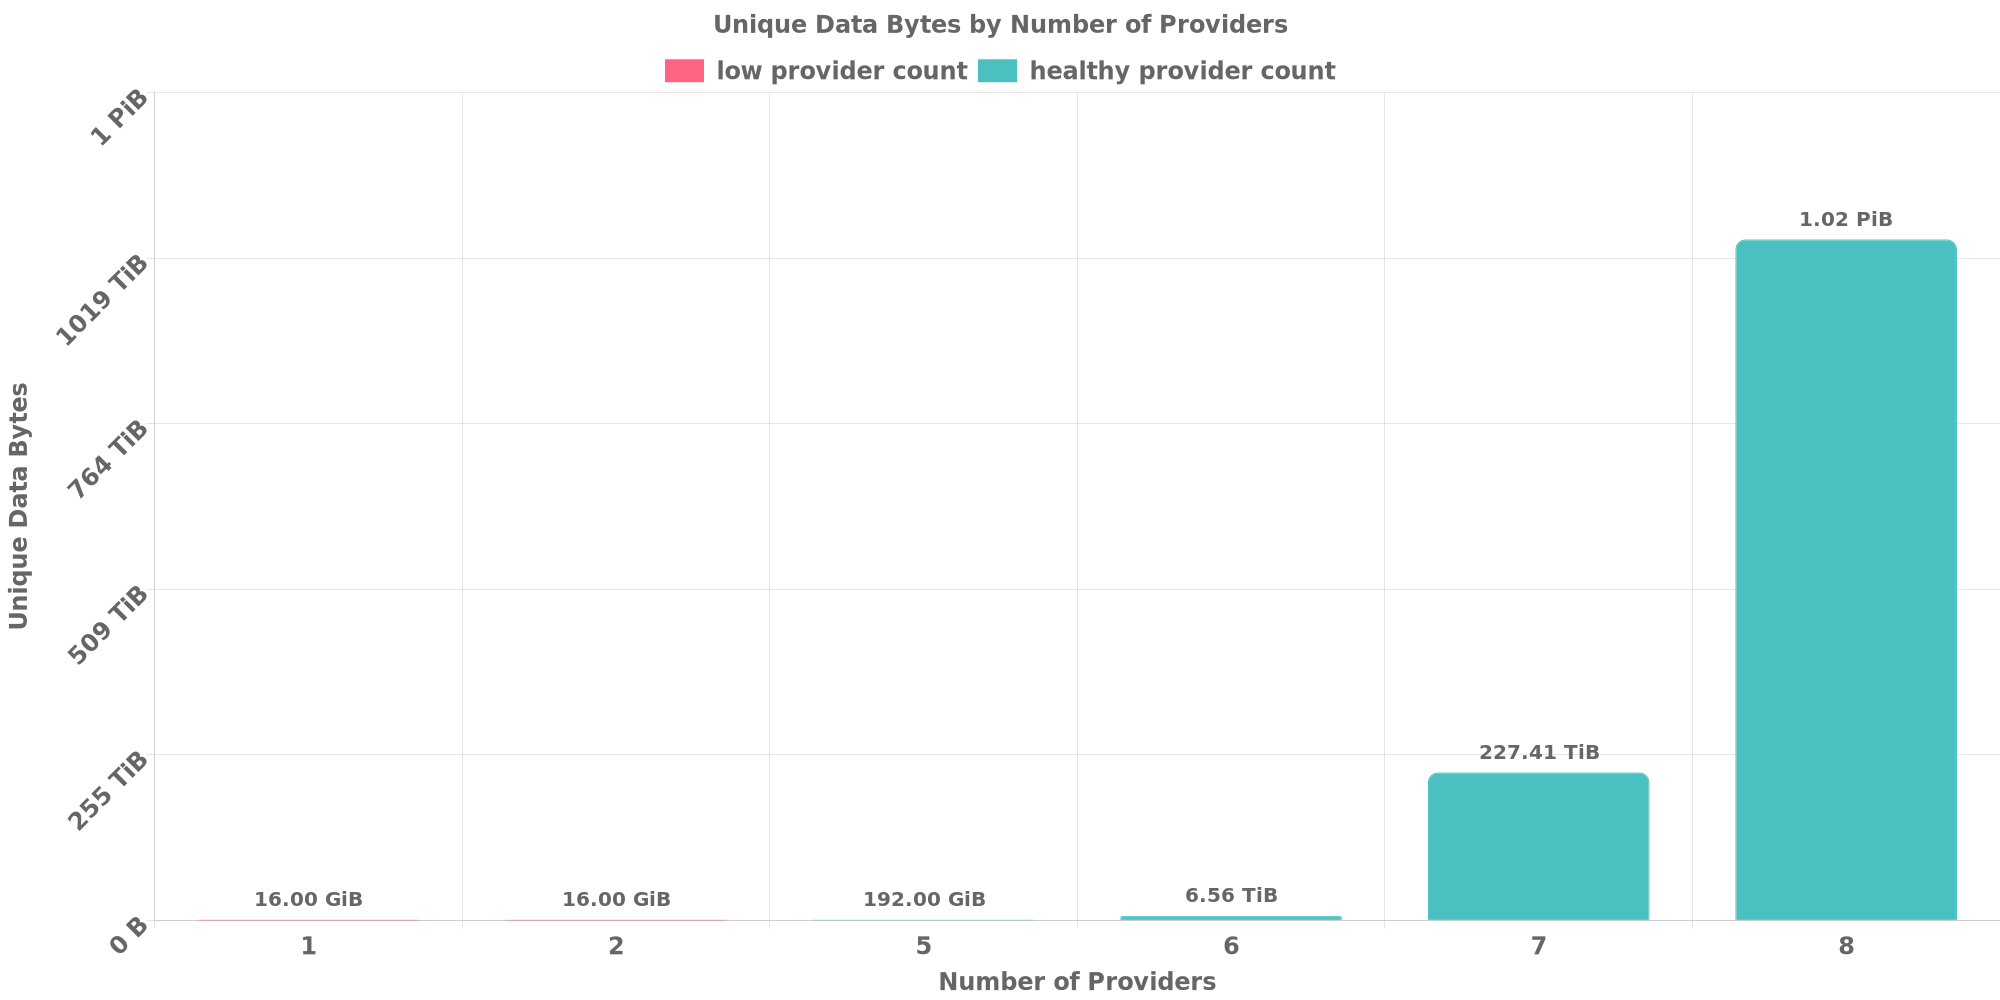 Unique Data Bytes by Number of Providers
low provider count healthy provider count
1 PiB
1019 TiB
764 TiB
509 TiB
255 TiB
0 B
Unique Data Bytes
16.00 GiB
16.00 GiB
192.00 GiB
6.56 TiB
227.41 TiB
1.02 PiB
1 2 5 6 7 8
Number of Providers